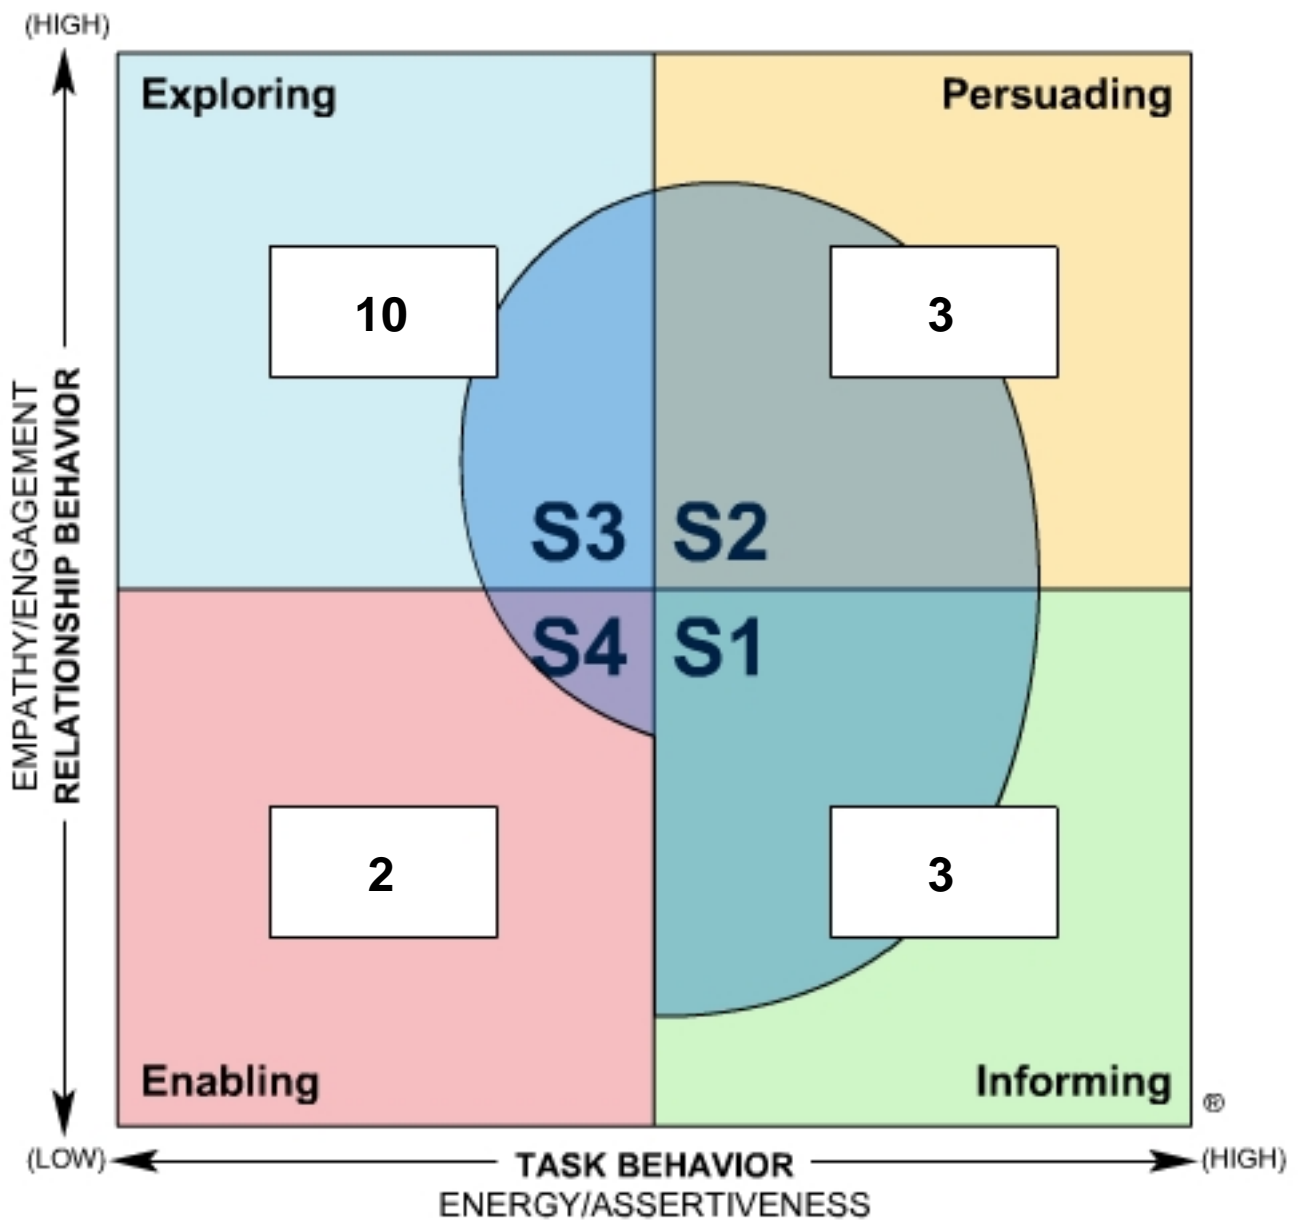 (HIGH)
Exploring
Persuading
10
3
EMPATHY/ENGAGEMENT
RELATIONSHIP BEHAVIOR
S3
S2
S4
S1
2
3
Enabling
Informing
®
(LOW)
TASK BEHAVIOR
(HIGH)
ENERGY/ASSERTIVENESS